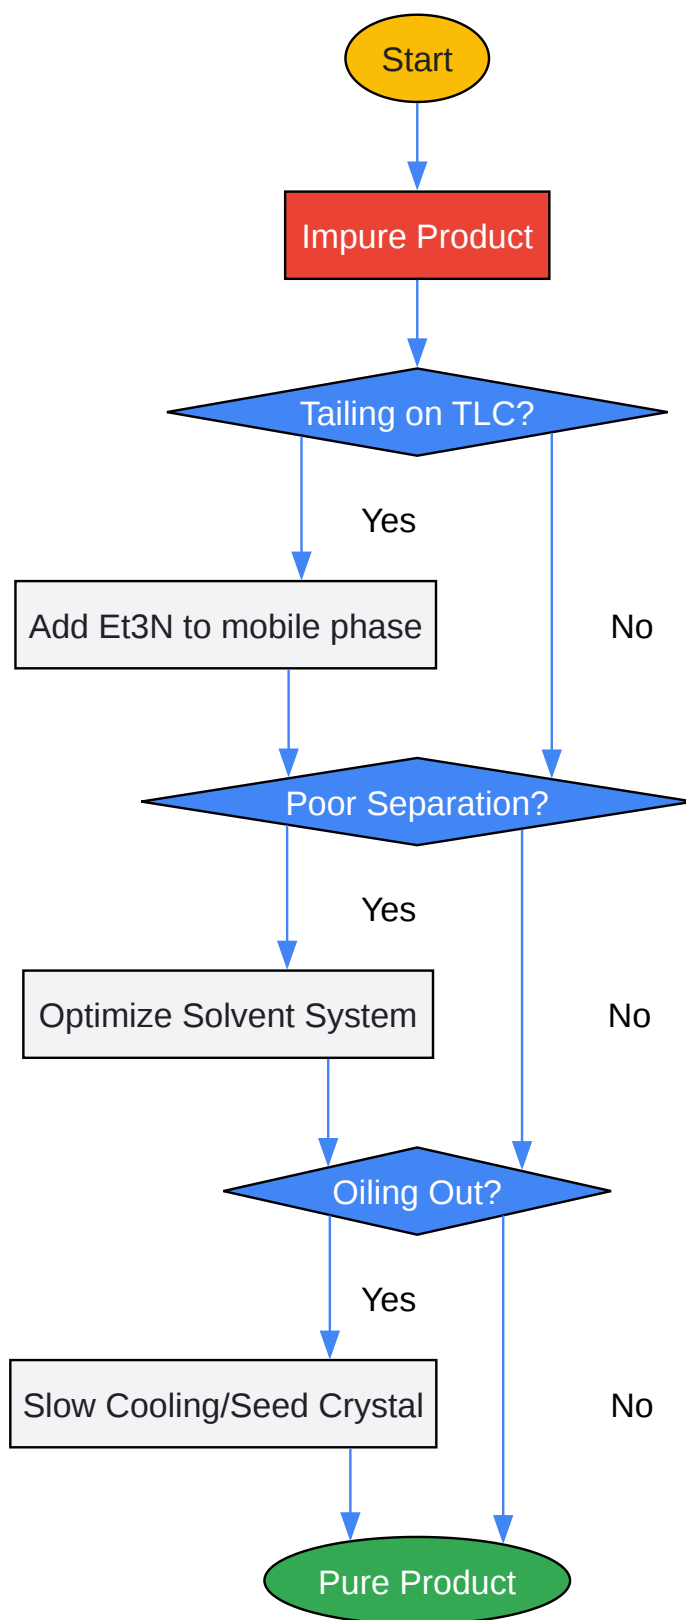 Start
Impure Product
Tailing on TLC?
Yes
Add Et3N to mobile phase
No
Poor Separation?
Yes
Optimize Solvent System
No
Oiling Out?
Yes
Slow Cooling/Seed Crystal
No
Pure Product